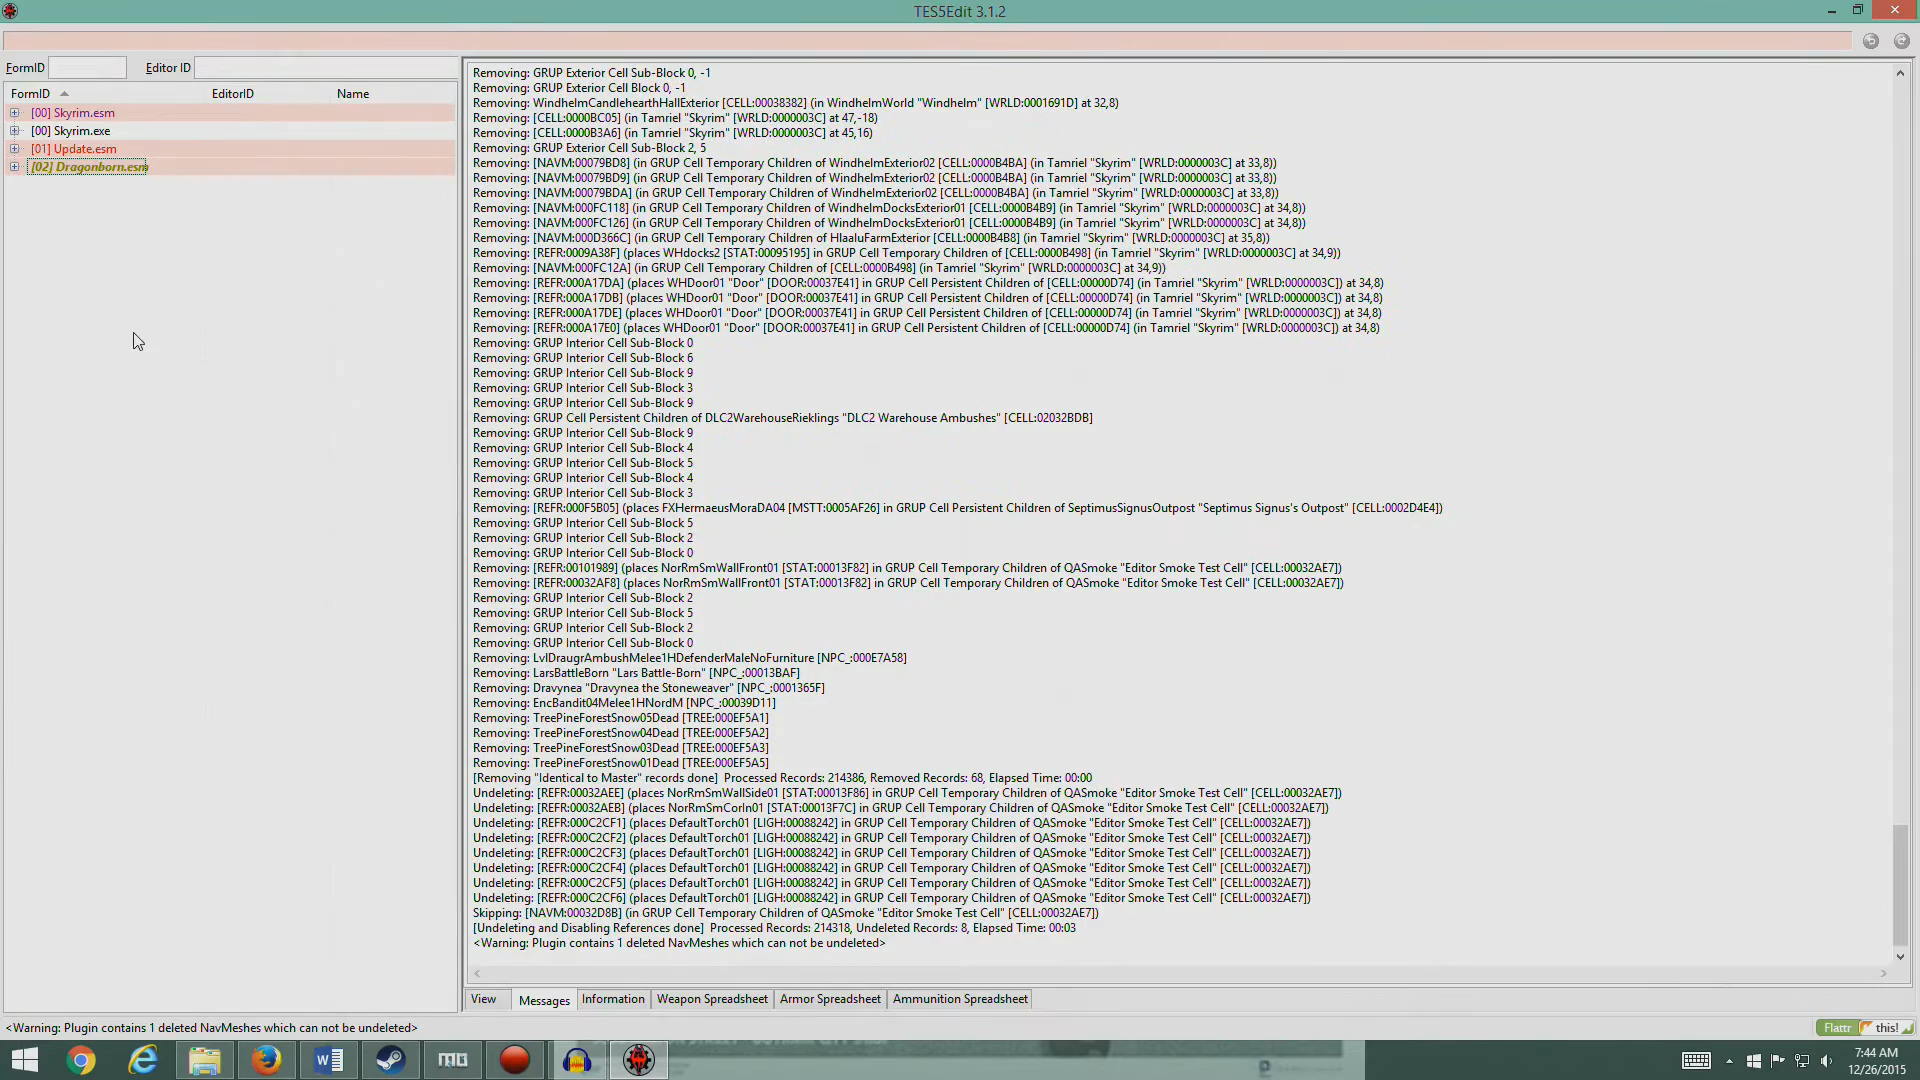 TES5Edit 3.1.2
FormID
Editor ID
FormID EditorID Name
[00] Skyrim.esm
[00] Skyrim.exe
[01] Update.esm
[02] Dragonborn.esm
Removing: GRUP Exterior Cell Sub-Block 0, -1
Removing: GRUP Exterior Cell Block 0, -1
Removing: WindhelmCandlehearthHallExterior [CELL:00038382] (in WindhelmWorld "Windhelm" [WRLD:0001691D] at 32,8)
Removing: [CELL:0000BC05] (in Tamriel "Skyrim" [WRLD:0000003C] at 47,-18)
Removing: [CELL:0000B3A6] (in Tamriel "Skyrim" [WRLD:0000003C] at 45,16)
Removing: GRUP Exterior Cell Sub-Block 2, 5
Removing: [NAVM:00079BD8] (in GRUP Cell Temporary Children of WindhelmExterior02 [CELL:0000B4BA] (in Tamriel "Skyrim" [WRLD:0000003C] at 33,8))
Removing: [NAVM:00079BD9] (in GRUP Cell Temporary Children of WindhelmExterior02 [CELL:0000B4BA] (in Tamriel "Skyrim" [WRLD:0000003C] at 33,8))
Removing: [NAVM:00079BDA] (in GRUP Cell Temporary Children of WindhelmExterior02 [CELL:0000B4BA] (in Tamriel "Skyrim" [WRLD:0000003C] at 33,8))
Removing: [NAVM:000FC118] (in GRUP Cell Temporary Children of WindhelmDocksExterior01 [CELL:0000B4B9] (in Tamriel "Skyrim" [WRLD:0000003C] at 34,8))
Removing: [NAVM:000FC126] (in GRUP Cell Temporary Children of WindhelmDocksExterior01 [CELL:0000B4B9] (in Tamriel "Skyrim" [WRLD:0000003C] at 34,8))
Removing: [NAVM:000D366C] (in GRUP Cell Temporary Children of HlaaluFarmExterior [CELL:0000B4B8] (in Tamriel "Skyrim" [WRLD:0000003C] at 35,8))
Removing: [REFR:0009A38F] (places WHdocks2 [STAT:00095195] in GRUP Cell Temporary Children of [CELL:0000B498] (in Tamriel "Skyrim" [WRLD:0000003C] at 34,9))
Removing: [NAVM:000FC12A] (in GRUP Cell Temporary Children of [CELL:0000B498] (in Tamriel "Skyrim" [WRLD:0000003C] at 34,9))
Removing: [REFR:000A17DA] (places WHDoor01 "Door" [DOOR:00037E41] in GRUP Cell Persistent Children of [CELL:00000D74] (in Tamriel "Skyrim" [WRLD:0000003C]) at 34,8)
Removing: [REFR:000A17DB] (places WHDoor01 "Door" [DOOR:00037E41] in GRUP Cell Persistent Children of [CELL:00000D74] (in Tamriel "Skyrim" [WRLD:0000003C]) at 34,8)
Removing: [REFR:000A17DE] (places WHDoor01 "Door" [DOOR:00037E41] in GRUP Cell Persistent Children of [CELL:00000D74] (in Tamriel "Skyrim" [WRLD:0000003C]) at 34,8)
Removing: [REFR:000A17E0] (places WHDoor01 "Door" [DOOR:00037E41] in GRUP Cell Persistent Children of [CELL:00000D74] (in Tamriel "Skyrim" [WRLD:0000003C]) at 34,8)
Removing: GRUP Interior Cell Sub-Block 0
Removing: GRUP Interior Cell Sub-Block 6
Removing: GRUP Interior Cell Sub-Block 9
Removing: GRUP Interior Cell Sub-Block 3
Removing: GRUP Interior Cell Sub-Block 9
Removing: GRUP Cell Persistent Children of DLC2WarehouseRieklings "DLC2 Warehouse Ambushes" [CELL:02032BDB]
Removing: GRUP Interior Cell Sub-Block 9
Removing: GRUP Interior Cell Sub-Block 4
Removing: GRUP Interior Cell Sub-Block 5
Removing: GRUP Interior Cell Sub-Block 4
Removing: GRUP Interior Cell Sub-Block 3
Removing: [REFR:000F5B05] (places FXHermaeusMoraDA04 [MSTT:0005AF26] in GRUP Cell Persistent Children of SeptimusSignusOutpost "Septimus Signus's Outpost" [CELL:0002D4E4])
Removing: GRUP Interior Cell Sub-Block 5
Removing: GRUP Interior Cell Sub-Block 2
Removing: GRUP Interior Cell Sub-Block 0
Removing: [REFR:00101989] (places NorRmSmWallFront01 [STAT:00013F82] in GRUP Cell Temporary Children of QASmoke "Editor Smoke Test Cell" [CELL:00032AE7])
Removing: [REFR:00032AF8] (places NorRmSmWallFront01 [STAT:00013F82] in GRUP Cell Temporary Children of QASmoke "Editor Smoke Test Cell" [CELL:00032AE7])
Removing: GRUP Interior Cell Sub-Block 2
Removing: GRUP Interior Cell Sub-Block 5
Removing: GRUP Interior Cell Sub-Block 2
Removing: GRUP Interior Cell Sub-Block 0
Removing: LvlDraugrAmbushMelee1HDefenderMaleNoFurniture [NPC_:000E7A58]
Removing: LarsBattleBorn "Lars Battle-Born" [NPC_:00013BAF]
Removing: Dravynea "Dravynea the Stoneweaver" [NPC_:0001365F]
Removing: EncBandit04Melee1HNordM [NPC_:00039D11]
Removing: TreePineForestSnow05Dead [TREE:000EF5A1]
Removing: TreePineForestSnow04Dead [TREE:000EF5A2]
Removing: TreePineForestSnow03Dead [TREE:000EF5A3]
Removing: TreePineForestSnow01Dead [TREE:000EF5A5]
[Removing "Identical to Master" records done]  Processed Records: 214386, Removed Records: 68, Elapsed Time: 00:00
Undeleting: [REFR:00032AEE] (places NorRmSmWallSide01 [STAT:00013F86] in GRUP Cell Temporary Children of QASmoke "Editor Smoke Test Cell" [CELL:00032AE7])
Undeleting: [REFR:00032AEB] (places NorRmSmCorIn01 [STAT:00013F7C] in GRUP Cell Temporary Children of QASmoke "Editor Smoke Test Cell" [CELL:00032AE7])
Undeleting: [REFR:000C2CF1] (places DefaultTorch01 [LIGH:00088242] in GRUP Cell Temporary Children of QASmoke "Editor Smoke Test Cell" [CELL:00032AE7])
Undeleting: [REFR:000C2CF2] (places DefaultTorch01 [LIGH:00088242] in GRUP Cell Temporary Children of QASmoke "Editor Smoke Test Cell" [CELL:00032AE7])
Undeleting: [REFR:000C2CF3] (places DefaultTorch01 [LIGH:00088242] in GRUP Cell Temporary Children of QASmoke "Editor Smoke Test Cell" [CELL:00032AE7])
Undeleting: [REFR:000C2CF4] (places DefaultTorch01 [LIGH:00088242] in GRUP Cell Temporary Children of QASmoke "Editor Smoke Test Cell" [CELL:00032AE7])
Undeleting: [REFR:000C2CF5] (places DefaultTorch01 [LIGH:00088242] in GRUP Cell Temporary Children of QASmoke "Editor Smoke Test Cell" [CELL:00032AE7])
Undeleting: [REFR:000C2CF6] (places DefaultTorch01 [LIGH:00088242] in GRUP Cell Temporary Children of QASmoke "Editor Smoke Test Cell" [CELL:00032AE7])
Skipping: [NAVM:00032D8B] (in GRUP Cell Temporary Children of QASmoke "Editor Smoke Test Cell" [CELL:00032AE7])
[Undeleting and Disabling References done]  Processed Records: 214318, Undeleted Records: 8, Elapsed Time: 00:03
<Warning: Plugin contains 1 deleted NavMeshes which can not be undeleted>
View Messages Information Weapon Spreadsheet Armor Spreadsheet Ammunition Spreadsheet
<Warning: Plugin contains 1 deleted NavMeshes which can not be undeleted>
Flattr this!
7:44 AM
12/26/2015